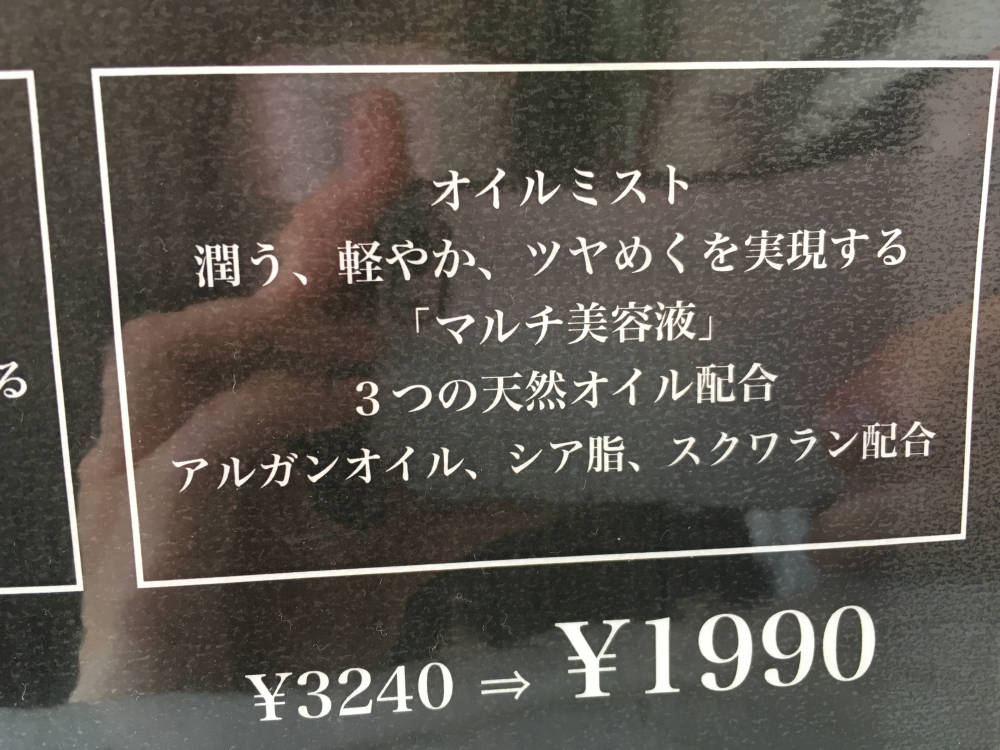 オイルミスト
潤う、軽やか、ツヤめくを実現する
「マルチ美容液」
3つの天然オイル配合
アルガンオイル、シア脂、スクワラン配合
る
¥3240 ⇒ ¥1990